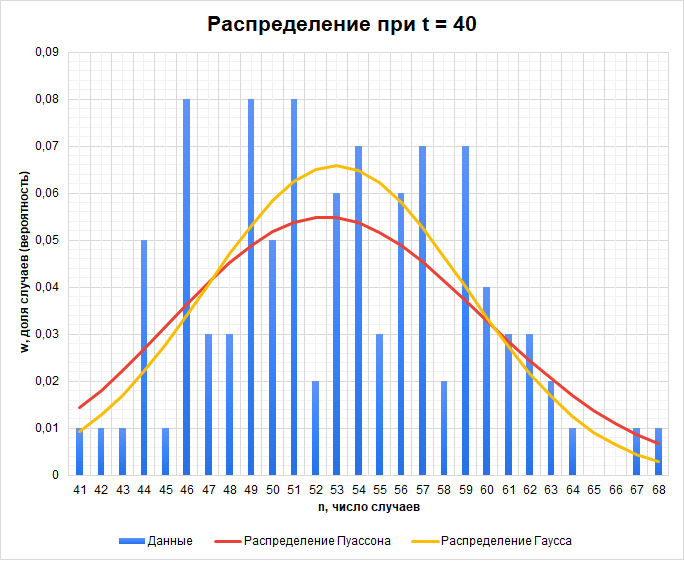 Распределение при t = 40
0,09
0,08
0,07
0,06
0,05
0,04
0,03
0,02
0,01
0
w, доля случаев (вероятность)
41 42 43 44 45 46 47 48 49 50 51 52 53 54 55 56 57 58 59 60 61 62 63 64 65 66 67 68
n, число случаев
Данные Распределение Пуассона Распределение Гаусса